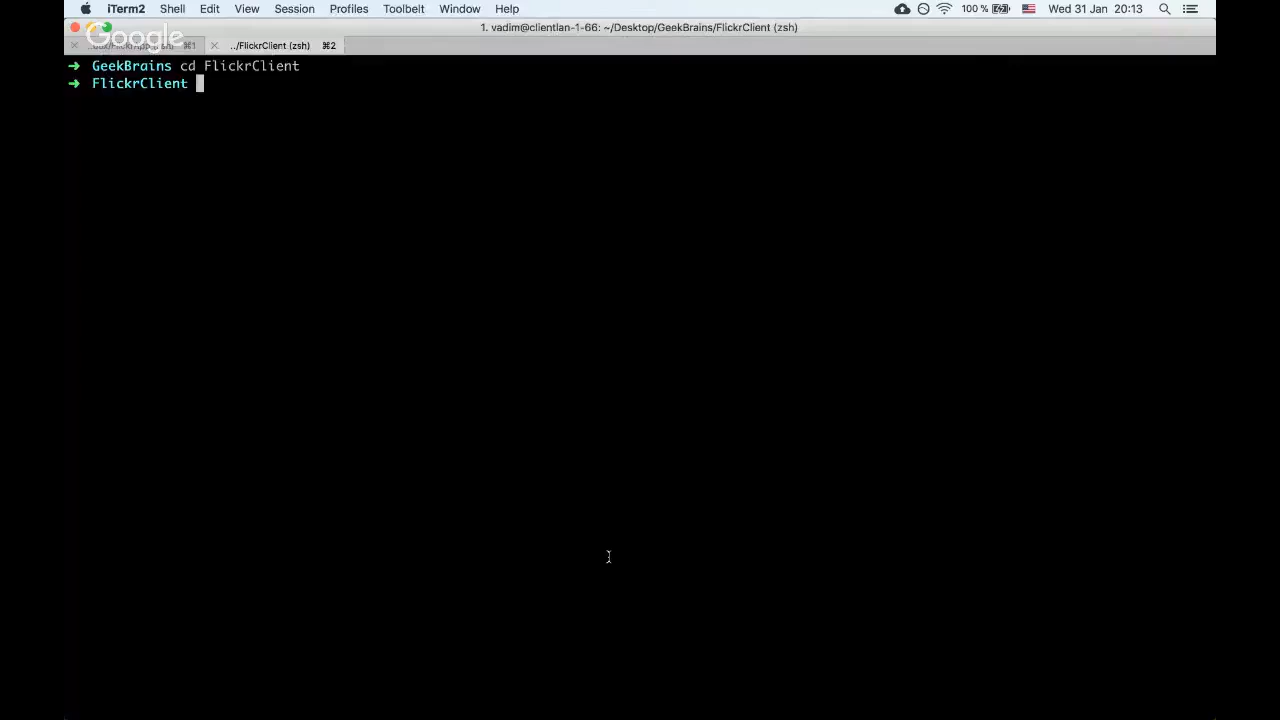 iTerm2 Shell Edit View Session Profiles Toolbelt Window Help 100 % Wed 31 Jan 20:13
1. vadim@clientlan-1-66: ~/Desktop/GeekBrains/FlickrClient (zsh)
Google
⌘1 ../FlickrClient (zsh) ⌘2
➜ GeekBrains cd FlickrClient
➜ FlickrClient